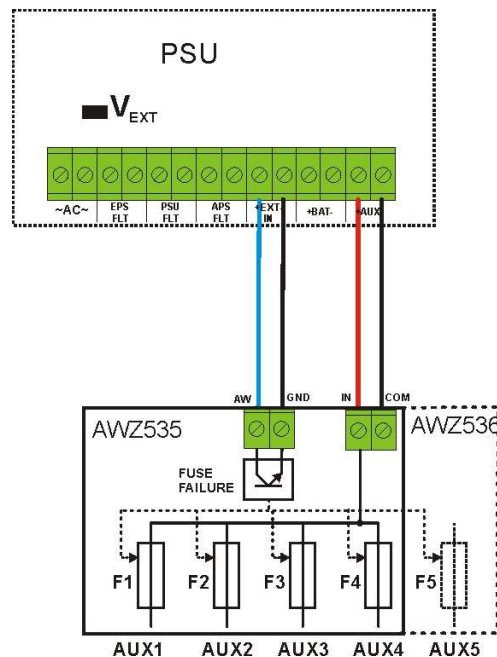 PSU
VEXT
~AC~ EPS FLT PSU FLT APS FLT +EXT IN +BAT- +AUX-
AW GND IN COM
AWZ535 AWZ536
FUSE
FAILURE
F1 F2 F3 F4 F5
AUX1 AUX2 AUX3 AUX4 AUX5